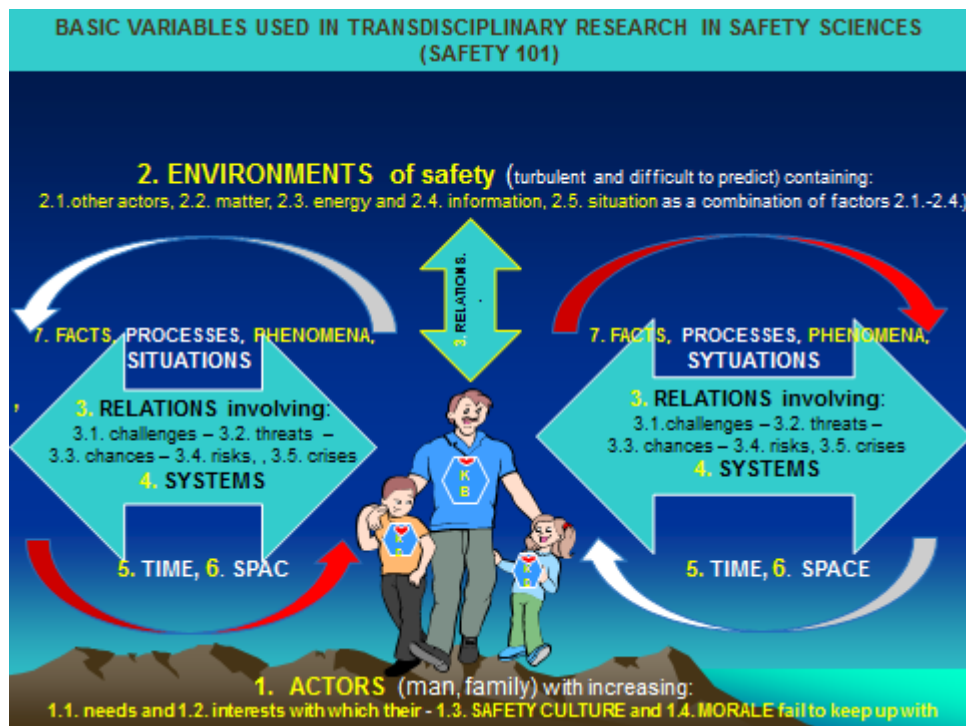 BASIC VARIABLES USED IN TRANSDISCIPLINARY RESEARCH IN SAFETY SCIENCES
(SAFETY 101)
2. ENVIRONMENTS of safety (turbulent and difficult to predict) containing:
2.1.other actors, 2.2. matter, 2.3. energy and 2.4. information, 2.5. situation as a combination of factors 2.1.-2.4.)
3. RELATIONS.
7. FACTS, PROCESSES, PHENOMENA,
SITUATIONS
3. RELATIONS involving:
3.1. challenges – 3.2. threats –
3.3. chances – 3.4. risks, , 3.5. crises
4. SYSTEMS
5. TIME, 6. SPAC
7. FACTS, PROCESSES, PHENOMENA,
SYTUATIONS
3. RELATIONS involving:
3.1.challenges – 3.2. threats –
3.3. chances – 3.4. risks, 3.5. crises
4. SYSTEMS
5. TIME, 6. SPACE
K
B
K
B
K
B
1. ACTORS (man, family) with increasing:
1.1. needs and 1.2. interests with which their - 1.3. SAFETY CULTURE and 1.4. MORALE fail to keep up with